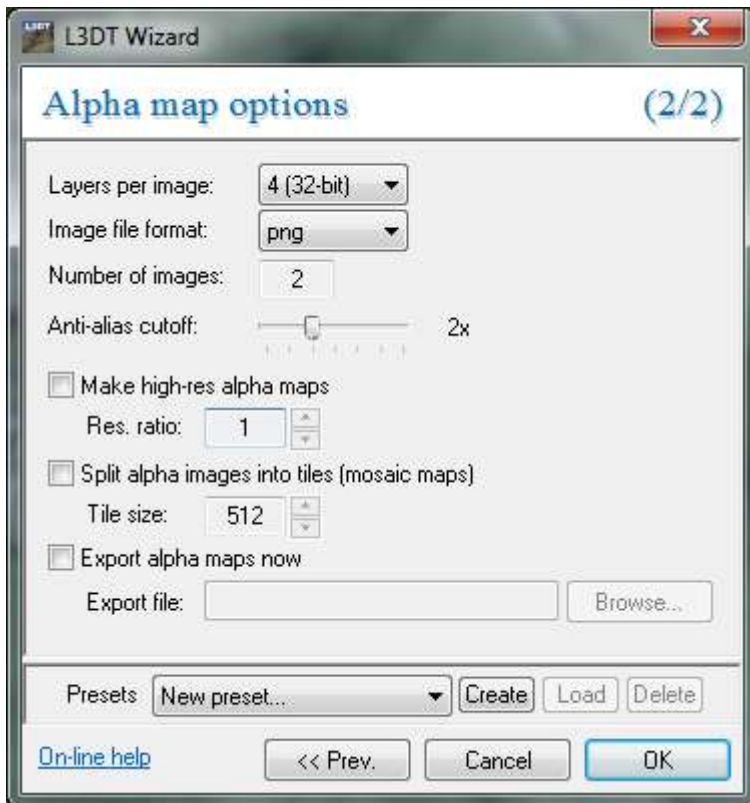 L3DT Wizard
Alpha map options (2/2)
Layers per image: 4 (32-bit)
Image file format: png
Number of images: 2
Anti-alias cutoff: 2x
Make high-res alpha maps
Res. ratio: 1
Split alpha images into tiles (mosaic maps)
Tile size: 512
Export alpha maps now
Export file: Browse...
Presets New preset... Create Load Delete
On-line help << Prev. Cancel OK